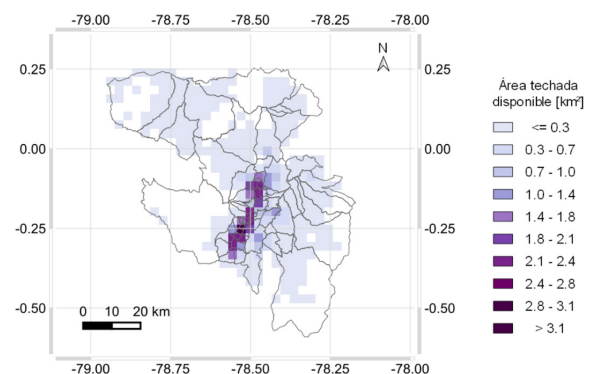 -79.00 -78.75 -78.50 -78.25 -78.00
N
0.25 0.25
0.00 0.00
-0.25 -0.25
-0.50 -0.50
0 10 20 km
-79.00 -78.75 -78.50 -78.25 -78.00
Área techada
disponible [km²]
<= 0.3
0.3 - 0.7
0.7 - 1.0
1.0 - 1.4
1.4 - 1.8
1.8 - 2.1
2.1 - 2.4
2.4 - 2.8
2.8 - 3.1
> 3.1